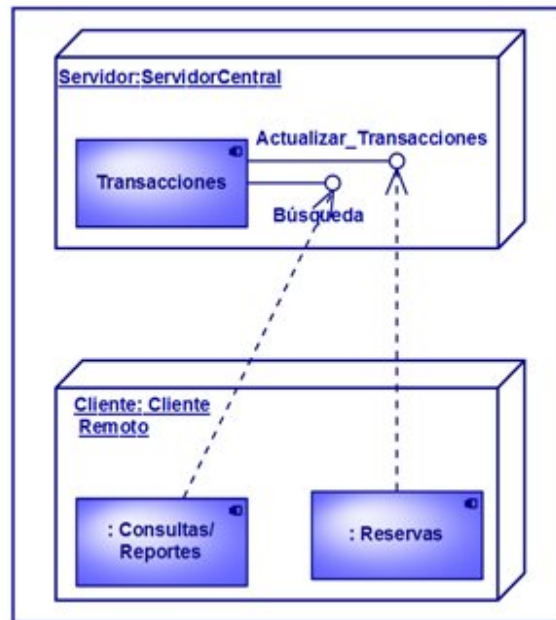 Servidor:ServidorCentral
Actualizar_Transacciones
Transacciones
Búsqueda
Cliente: Cliente
Remoto
: Consultas/
Reportes
: Reservas